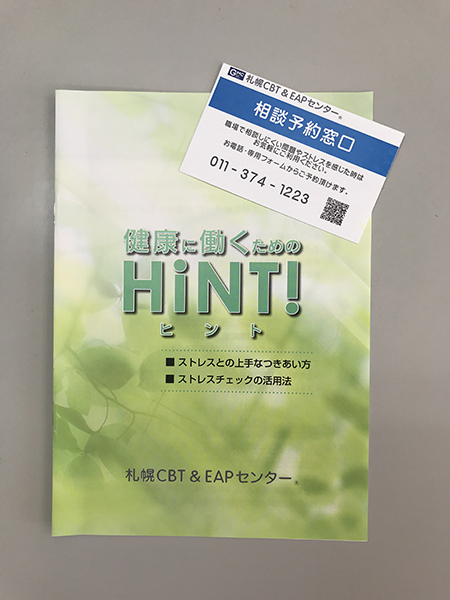 札幌CBT & EAPセンター®
相談予約窓口
職場で相談しにくい問題やストレスを感じた時は
お気軽にご利用ください。
お電話・専用フォームからご予約頂けます。
011-374-1223
健康に働くための
HiNT!
ヒント
■ ストレスとの上手なつきあい方
■ ストレスチェックの活用法
札幌CBT & EAPセンター®